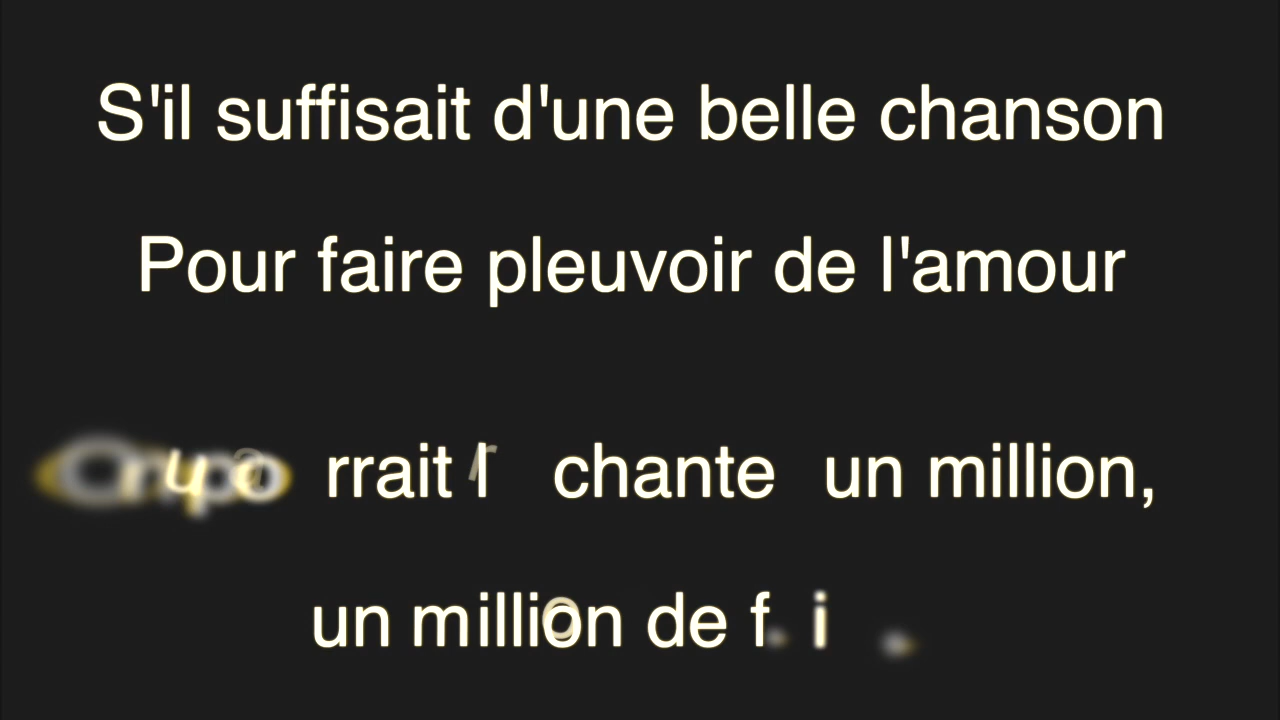 S'il suffisait d'une belle chanson
Pour faire pleuvoir de l'amour
chante un million,
un million de